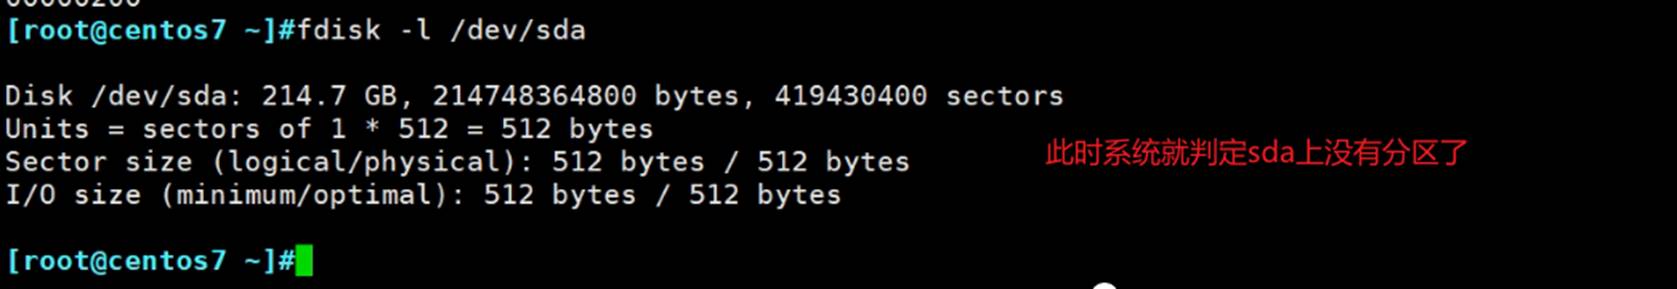 00000200
[root@centos7 ~]#fdisk -l /dev/sda
Disk /dev/sda: 214.7 GB, 214748364800 bytes, 419430400 sectors
Units = sectors of 1 * 512 = 512 bytes
Sector size (logical/physical): 512 bytes / 512 bytes
此时系统就判定sda上没有分区了
I/O size (minimum/optimal): 512 bytes / 512 bytes
[root@centos7 ~]#